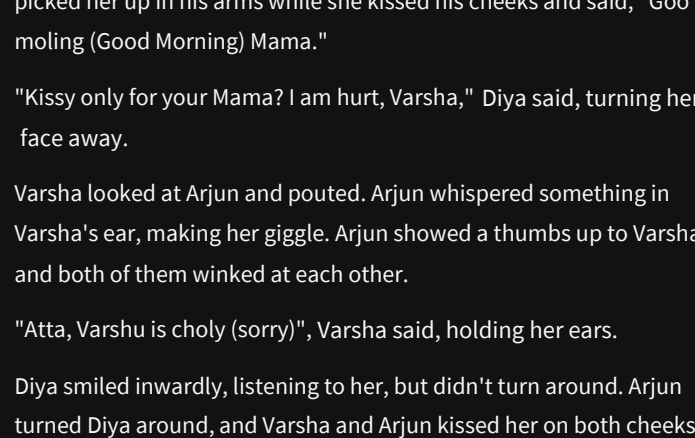 picked her up in his arms while she kissed his cheeks and said, "Goo
moling (Good Morning) Mama."
"Kissy only for your Mama? I am hurt, Varsha," Diya said, turning her
face away.
Varsha looked at Arjun and pouted. Arjun whispered something in
Varsha's ear, making her giggle. Arjun showed a thumbs up to Varsha
and both of them winked at each other.
"Atta, Varshu is choly (sorry)", Varsha said, holding her ears.
Diya smiled inwardly, listening to her, but didn't turn around. Arjun
turned Diya around, and Varsha and Arjun kissed her on both cheeks